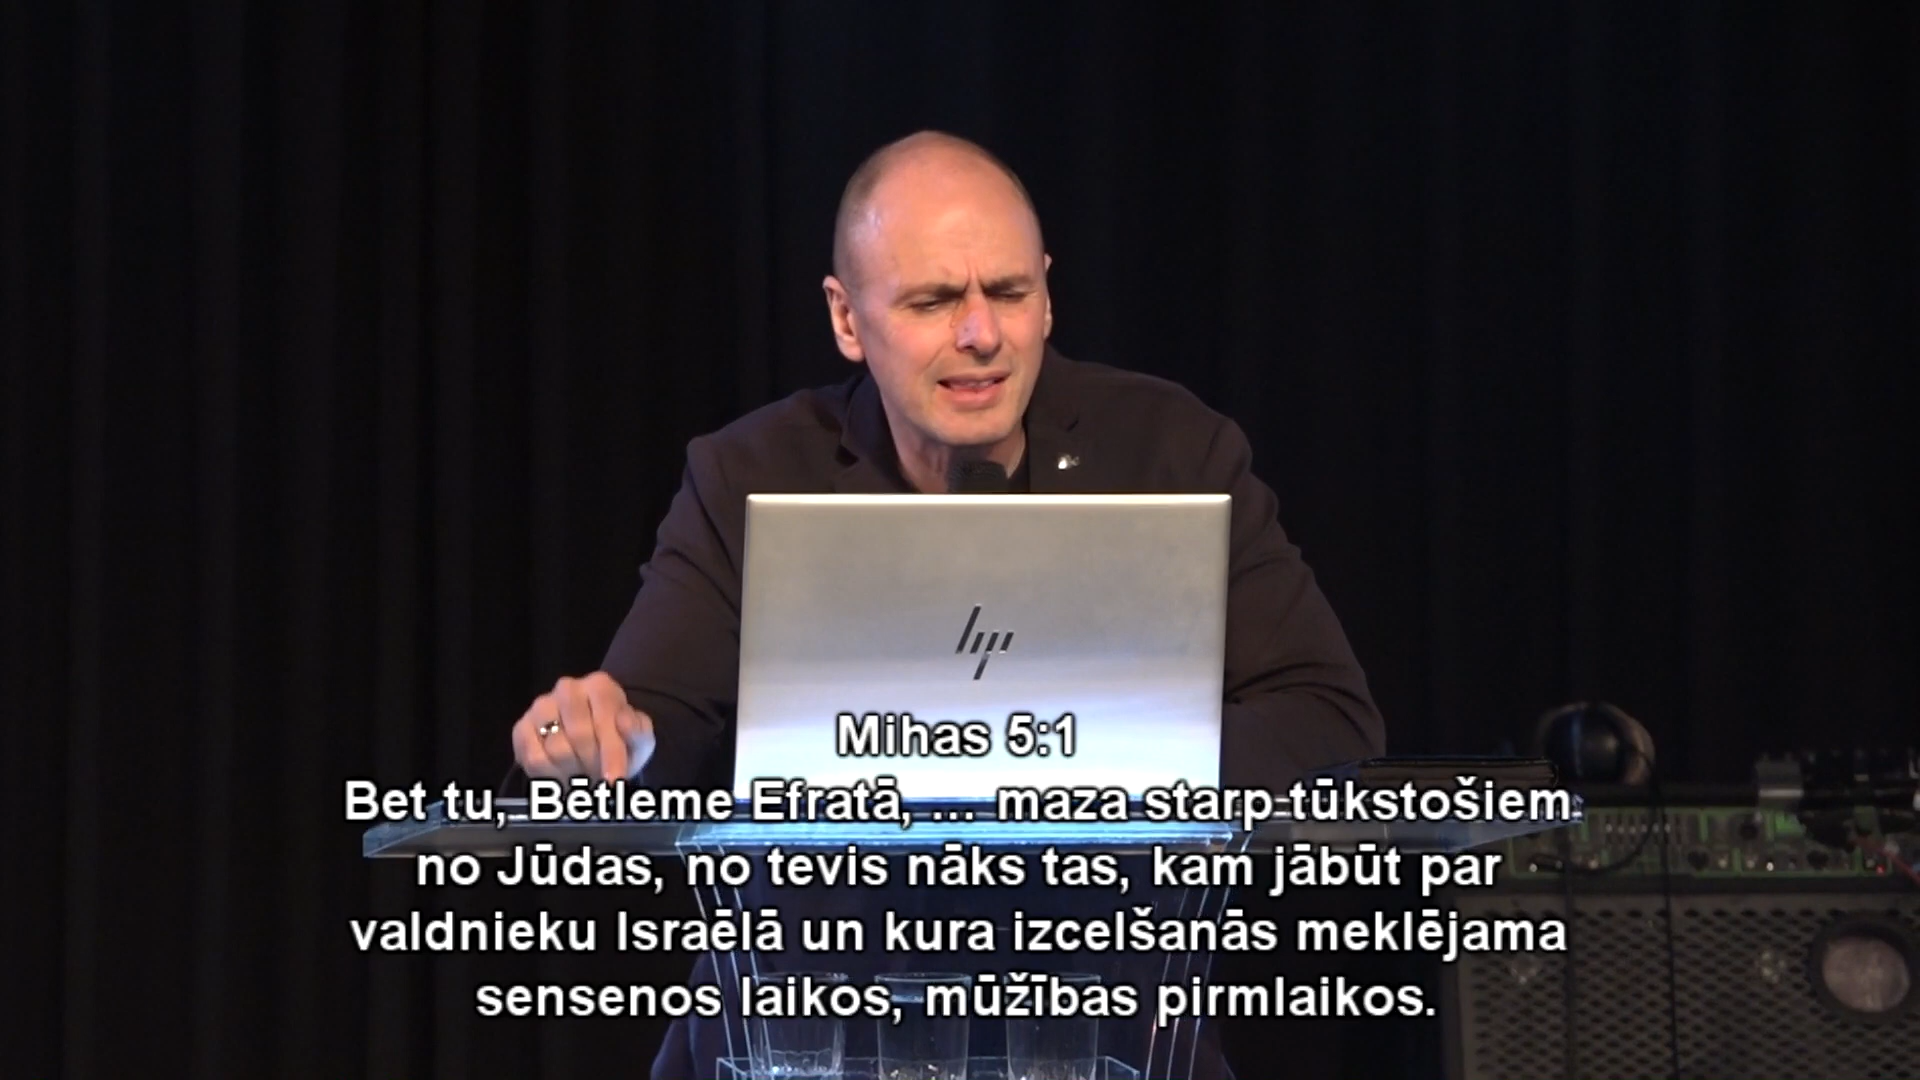 hp
Mihas 5:1
Bet tu, Bētleme Efratā, ... maza starp tūkstošiem
no Jūdas, no tevis nāks tas, kam jābūt par
valdnieku Israēlā un kura izcelšanās meklējama
sensenos laikos, mūžības pirmlaikos.